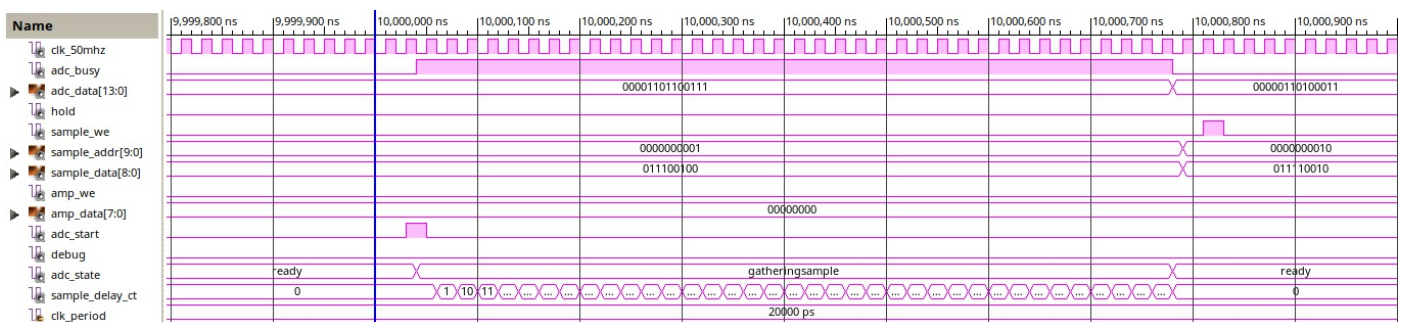 Name 9,999,800 ns 9,999,900 ns 10,000,000 ns 10,000,100 ns 10,000,200 ns 10,000,300 ns 10,000,400 ns 10,000,500 ns 10,000,600 ns 10,000,700 ns 10,000,800 ns 10,000,900 ns
clk_50mhz
adc_busy
adc_data[13:0] 00001101100111 00000110100011
hold
sample_we
sample_addr[9:0] 0000000001 0000000010
sample_data[8:0] 011100100 011110010
amp_we
amp_data[7:0] 00000000
adc_start
debug
adc_state ready gatheringsample ready
sample_delay_ct 0 1 10 11 ... ... ... ... ... ... ... ... ... ... ... ... ... ... ... ... ... ... ... ... ... ... ... ... ... ... ... ... ... ... 0
clk_period 20000 ps